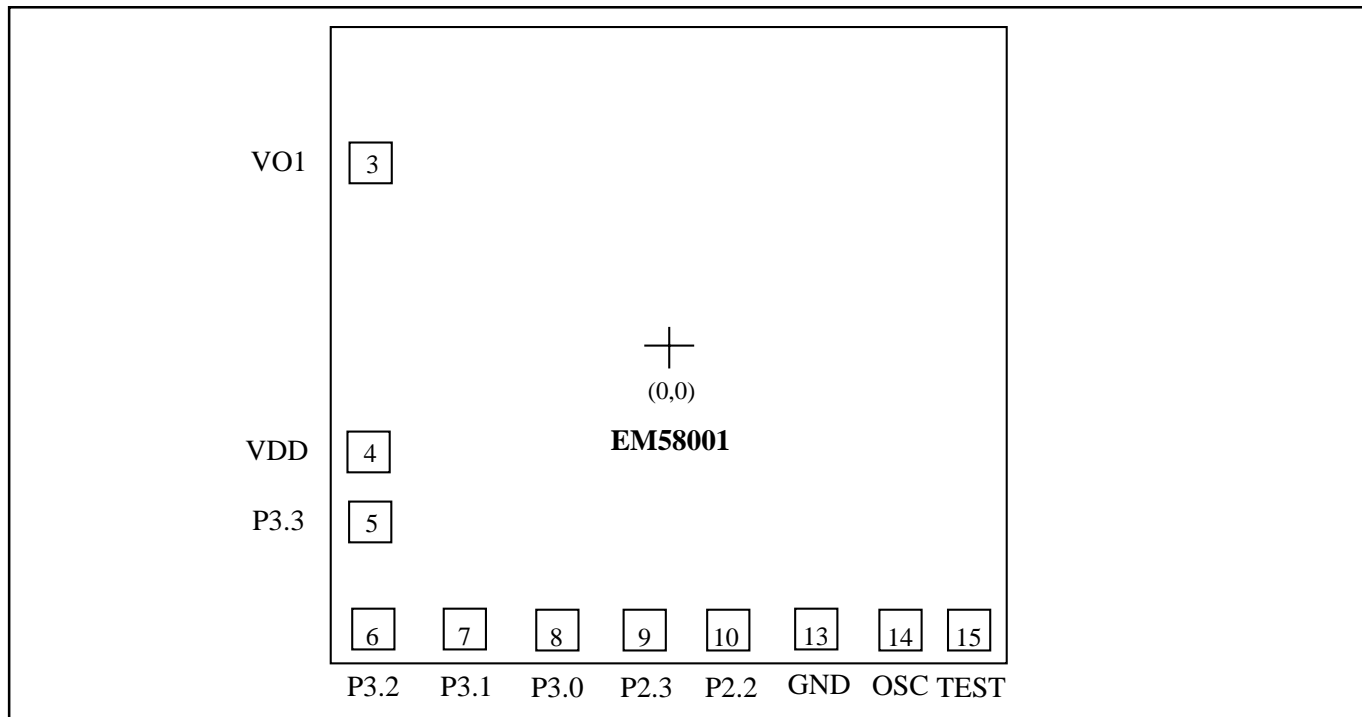 VO1 3
(0,0)
EM58001
VDD 4
P3.3 5
6 7 8 9 10 13 14 15
P3.2 P3.1 P3.0 P2.3 P2.2 GND OSC TEST